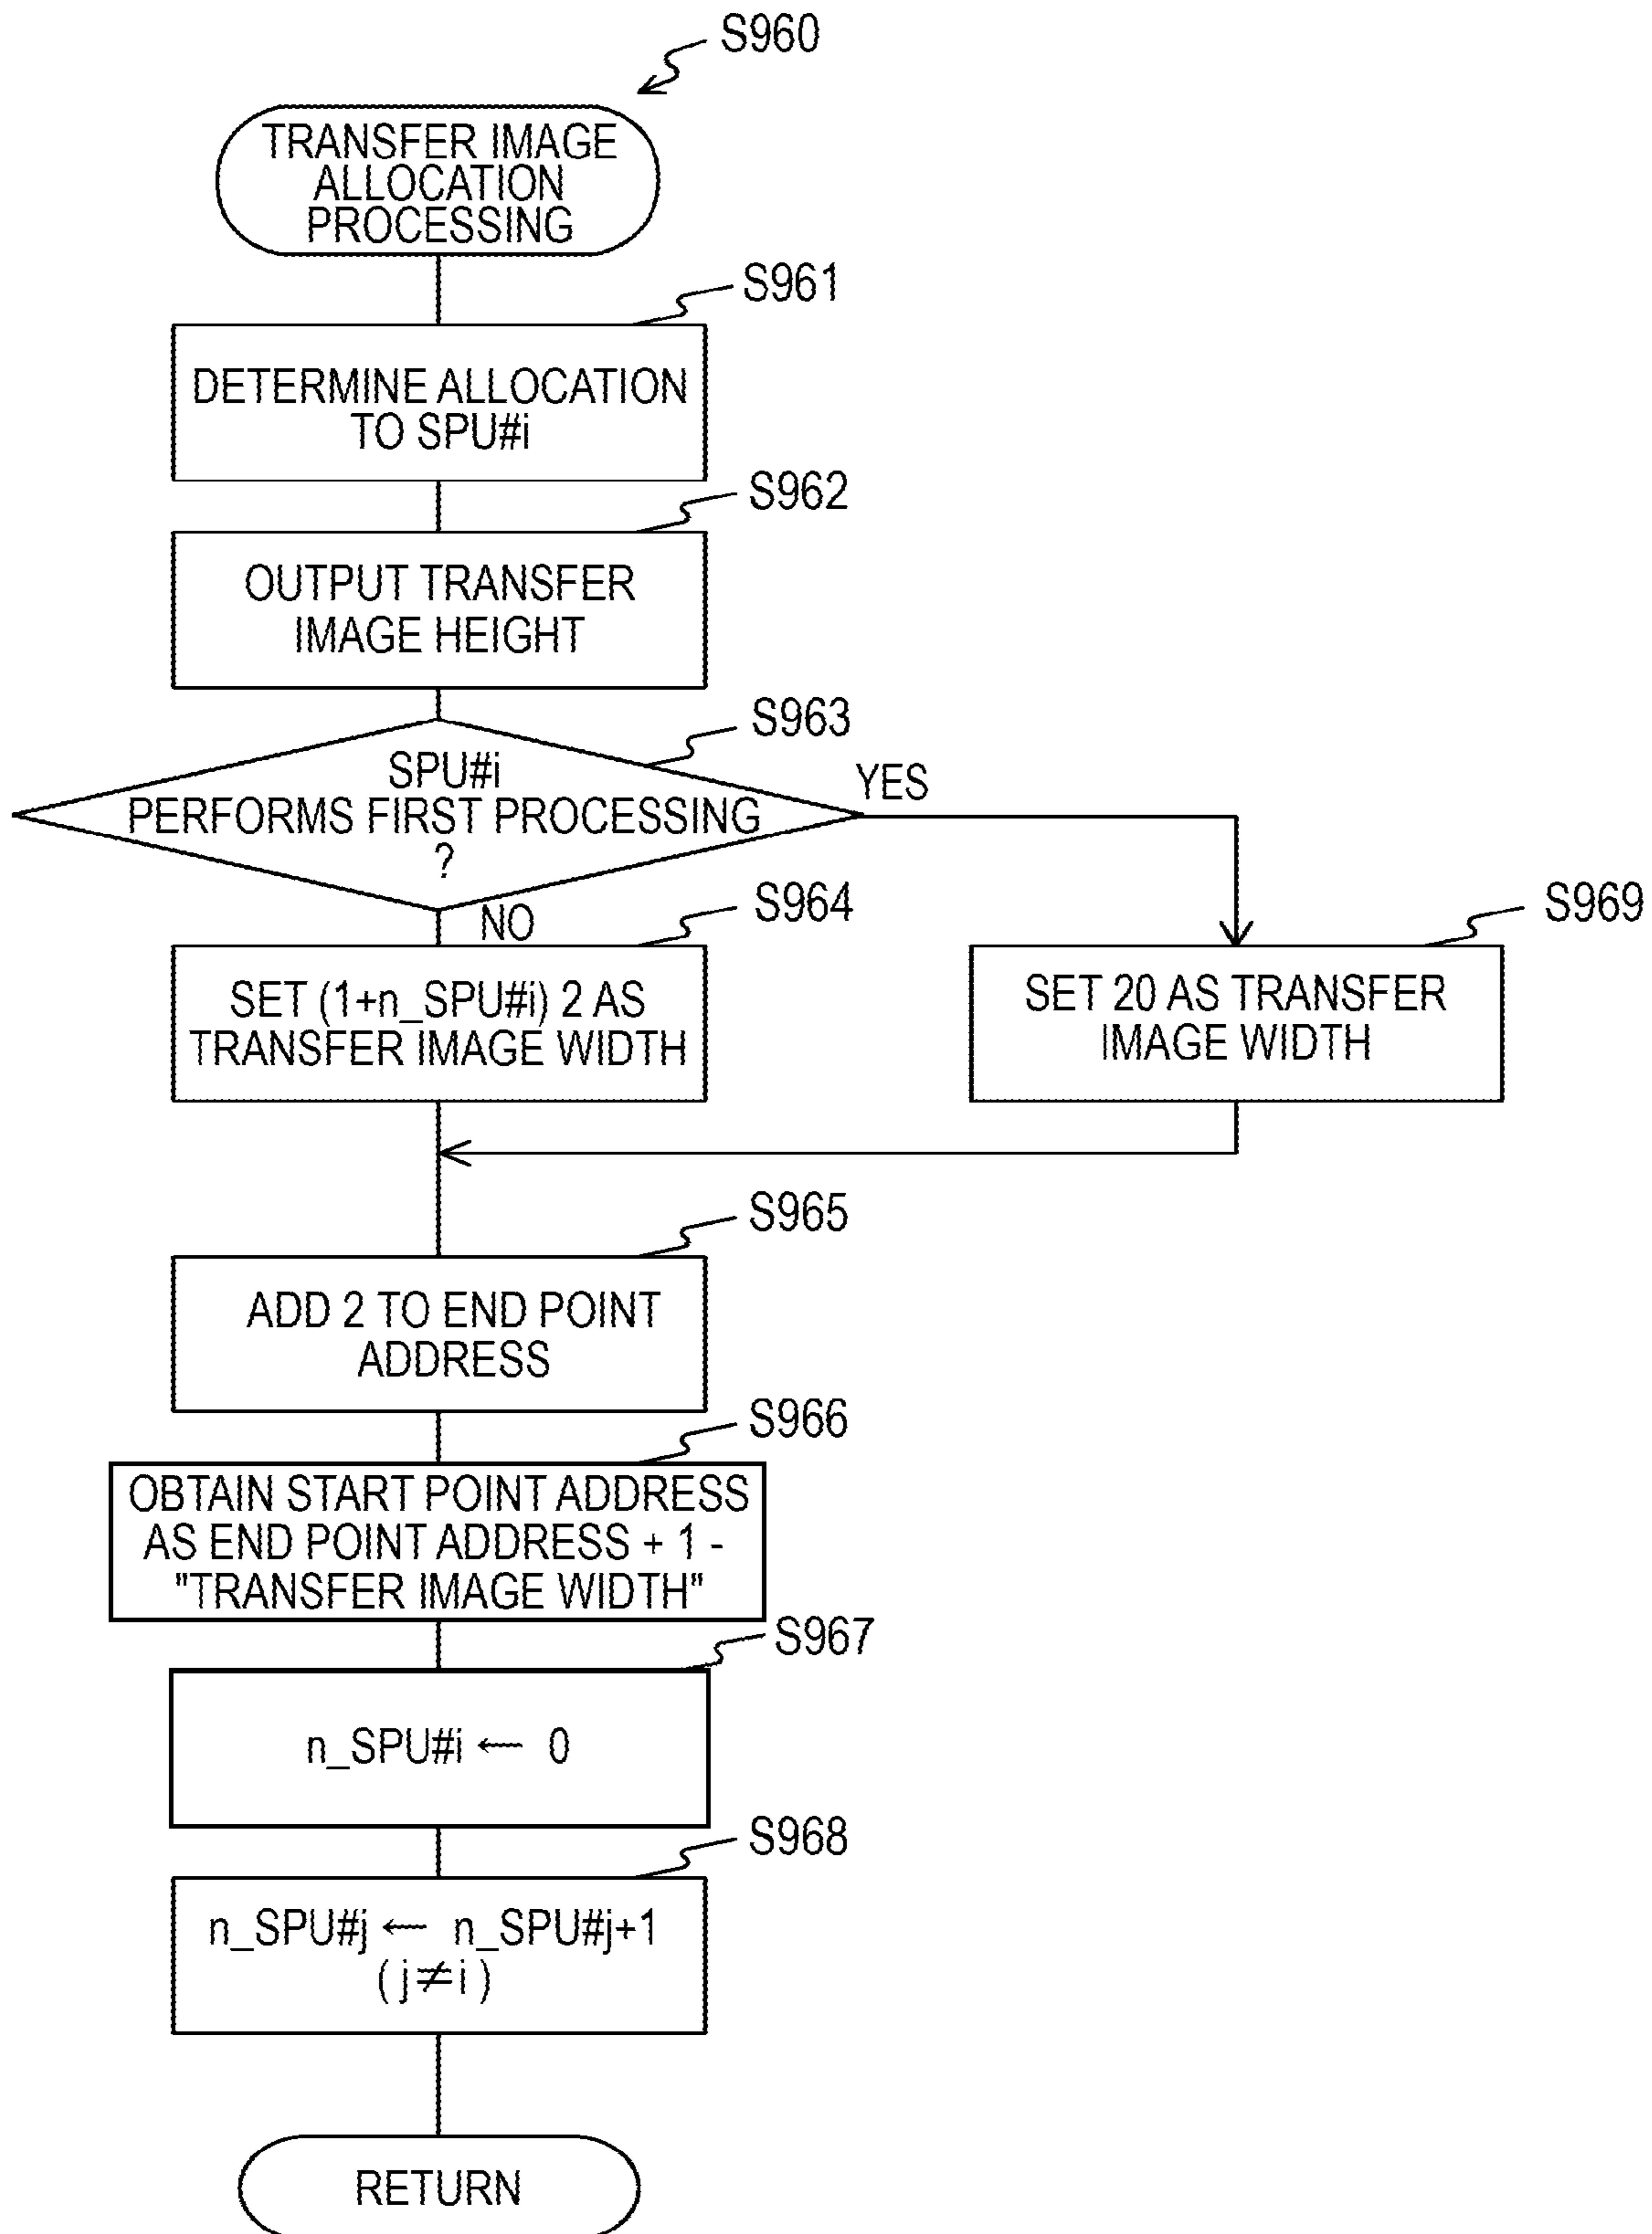 S960
TRANSFER IMAGE
ALLOCATION
PROCESSING
S961
DETERMINE ALLOCATION
TO SPU#i
S962
OUTPUT TRANSFER
IMAGE HEIGHT
S963
SPU#i
PERFORMS FIRST PROCESSING
?
YES
NO
S964
SET (1+n_SPU#i) 2 AS
TRANSFER IMAGE WIDTH
S969
SET 20 AS TRANSFER
IMAGE WIDTH
S965
ADD 2 TO END POINT
ADDRESS
S966
OBTAIN START POINT ADDRESS
AS END POINT ADDRESS + 1 -
"TRANSFER IMAGE WIDTH"
S967
n_SPU#i ← 0
S968
n_SPU#j ← n_SPU#j+1
( j≠i )
RETURN